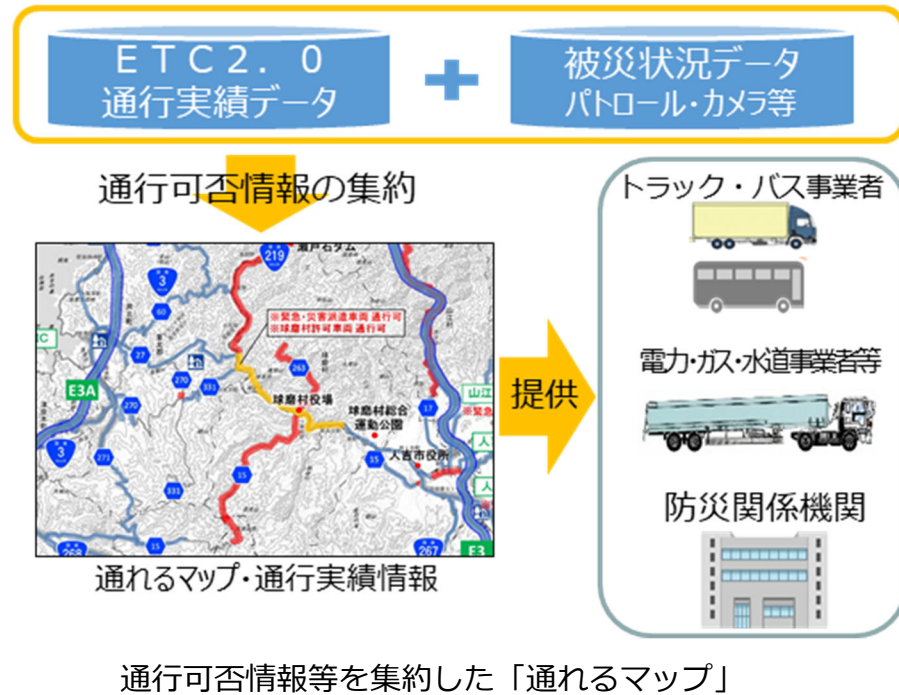 ETC2.0
通行実績データ
被災状況データ
パトロール・カメラ等
通行可否情報の集約
トラック・バス事業者
219
3
60
※緊急・災害派遣車両 通行可
※球磨村許可車両 通行可
27
270
331
263
球磨村
E3A
球磨村役場
球磨村総合
運動公園
山江
17
270
3
271
人吉市役所
15
15
331
15
268
267
E3
通れるマップ・通行実績情報
提供
電力・ガス・水道事業者等
防災関係機関
通行可否情報等を集約した「通れるマップ」